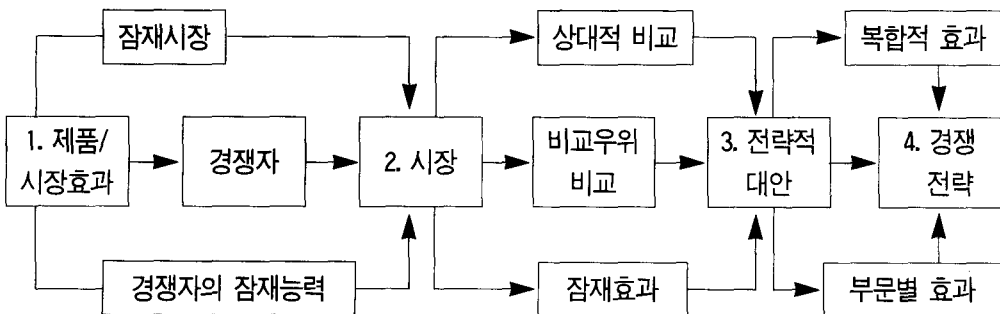 잠재시장
상대적 비교
복합적 효과
1. 제품/
시장효과
경쟁자
2. 시장
비교우위
비교
3. 전략적
대안
4. 경쟁
전략
경쟁자의 잠재능력
잠재효과
부문별 효과